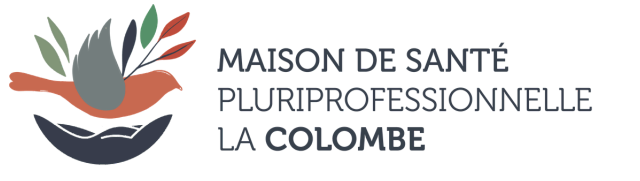 MAISON DE SANTÉ
PLURIPROFESSIONNELLE
LA COLOMBE